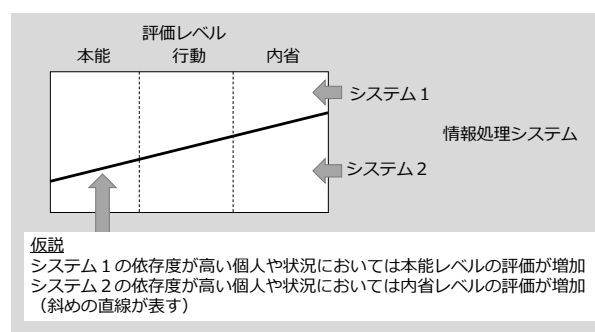 評価レベル
本能 行動 内省
システム１
情報処理システム
システム２
仮説
システム１の依存度が高い個人や状況においては本能レベルの評価が増加
システム２の依存度が高い個人や状況においては内省レベルの評価が増加
（斜めの直線が表す）